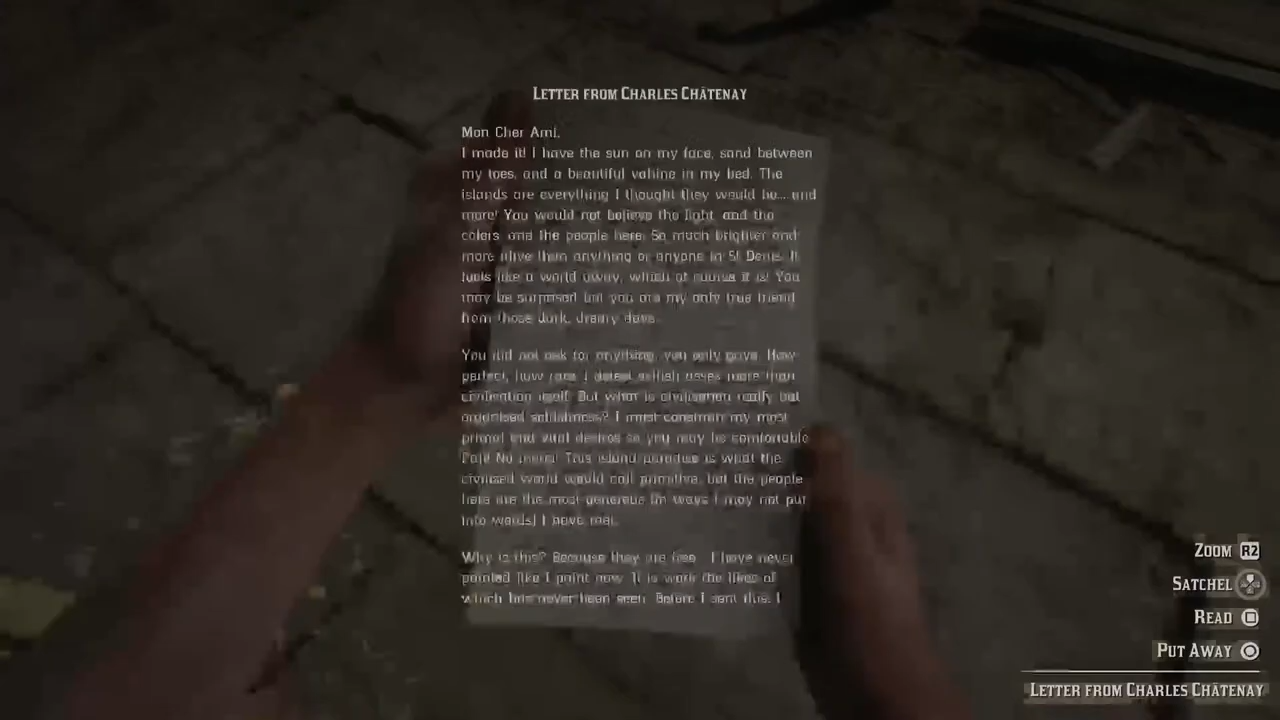 LETTER FROM CHARLES CHÂTENAY
Mon Cher Ami,
I made it! I have the sun on my face, sand between
my toes, and a beautiful vahine in my bed. The
islands are everything I thought they would be... and
more! You would not believe the light, and the
colors, and the people here. So much brighter and
more alive than anything or anyone in St Denis. It
feels like a world away, which of course it is! You
may be surprised but you are my only true friend
from those dark, dreary days.
You did not ask for anything, you only gave. How
perfect, how rare. I detest selfish asses more than
civilization itself. But what is civilisation really but
organised selfishness? I must constrain my most
primal and vital desires so you may be comfortable.
Pah! No more! This island paradise is what the
civilised world would call primitive, but the people
here are the most generous (in ways I may not put
into words) I have met.
Why is this? Because they are free. I have never
painted like I paint now. It is work the likes of
which has never been seen. Before I sent this, I
ZOOM R2
SATCHEL
READ
PUT AWAY
LETTER FROM CHARLES CHÂTENAY